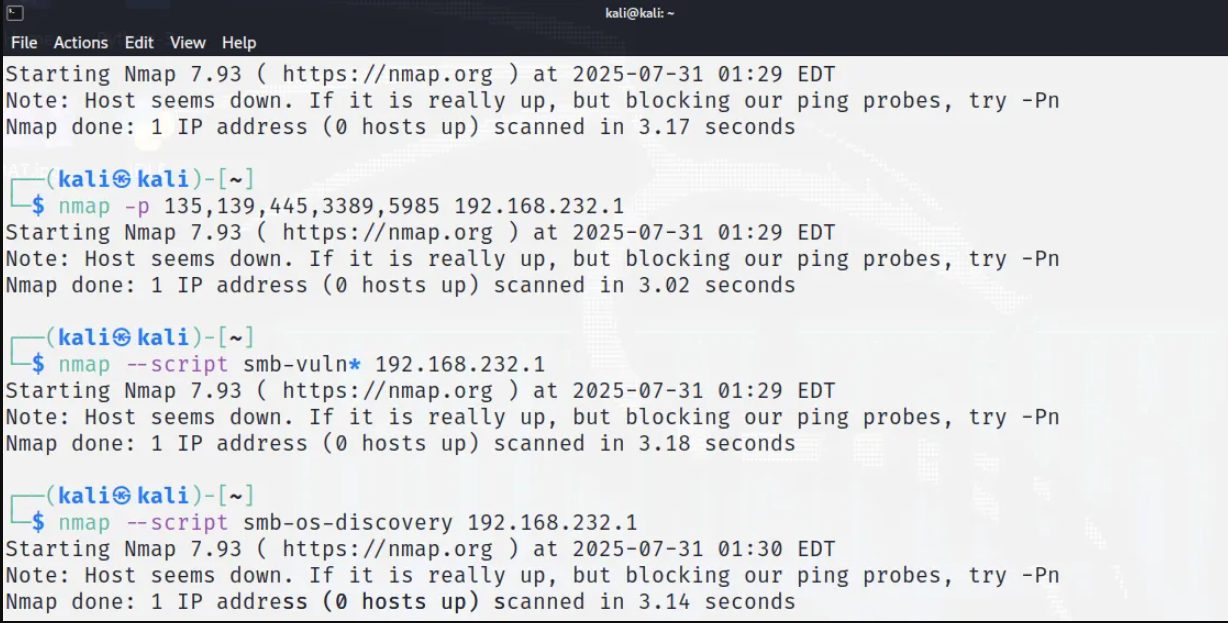 kali@kali: ~
File Actions Edit View Help
Starting Nmap 7.93 ( https://nmap.org ) at 2025-07-31 01:29 EDT
Note: Host seems down. If it is really up, but blocking our ping probes, try -Pn
Nmap done: 1 IP address (0 hosts up) scanned in 3.17 seconds
┌──(kali㉿kali)-[~]
└─$ nmap -p 135,139,445,3389,5985 192.168.232.1
Starting Nmap 7.93 ( https://nmap.org ) at 2025-07-31 01:29 EDT
Note: Host seems down. If it is really up, but blocking our ping probes, try -Pn
Nmap done: 1 IP address (0 hosts up) scanned in 3.02 seconds
┌──(kali㉿kali)-[~]
└─$ nmap --script smb-vuln* 192.168.232.1
Starting Nmap 7.93 ( https://nmap.org ) at 2025-07-31 01:29 EDT
Note: Host seems down. If it is really up, but blocking our ping probes, try -Pn
Nmap done: 1 IP address (0 hosts up) scanned in 3.18 seconds
┌──(kali㉿kali)-[~]
└─$ nmap --script smb-os-discovery 192.168.232.1
Starting Nmap 7.93 ( https://nmap.org ) at 2025-07-31 01:30 EDT
Note: Host seems down. If it is really up, but blocking our ping probes, try -Pn
Nmap done: 1 IP address (0 hosts up) scanned in 3.14 seconds